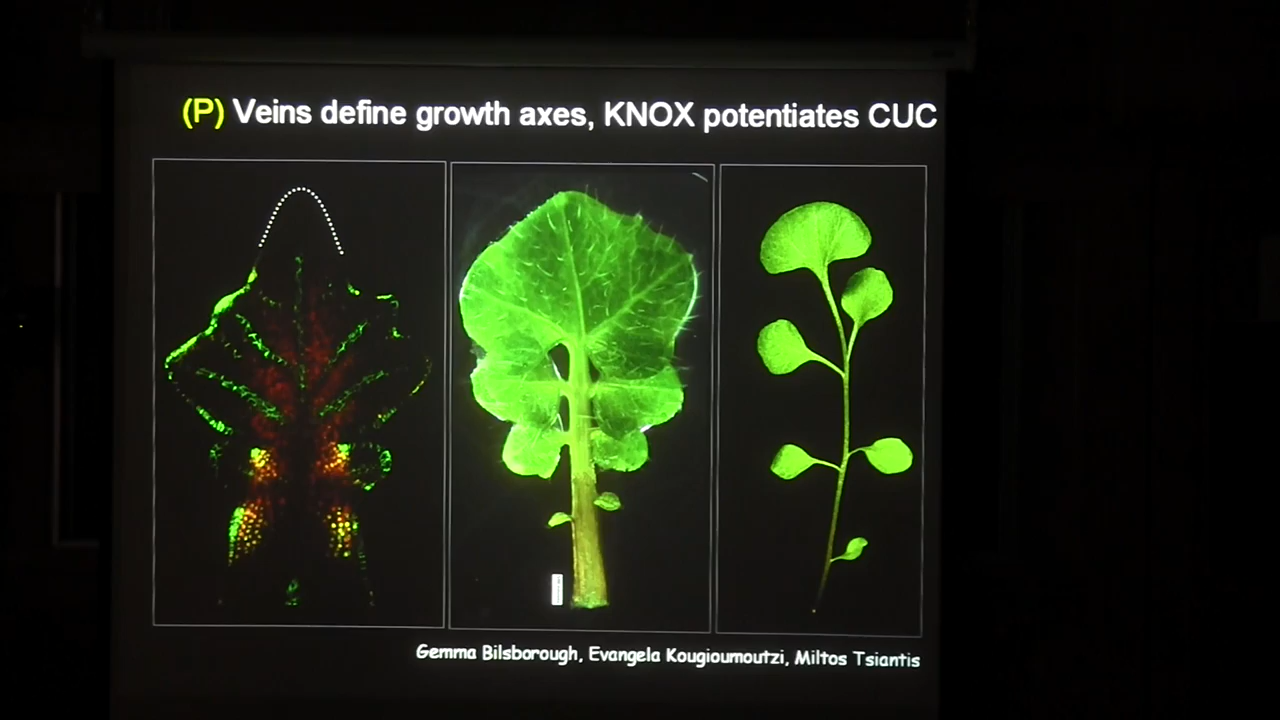 (P) Veins define growth axes, KNOX potentiates CUC
Gemma Bilsborough, Evangela Kougioumoutzi, Miltos Tsiantis